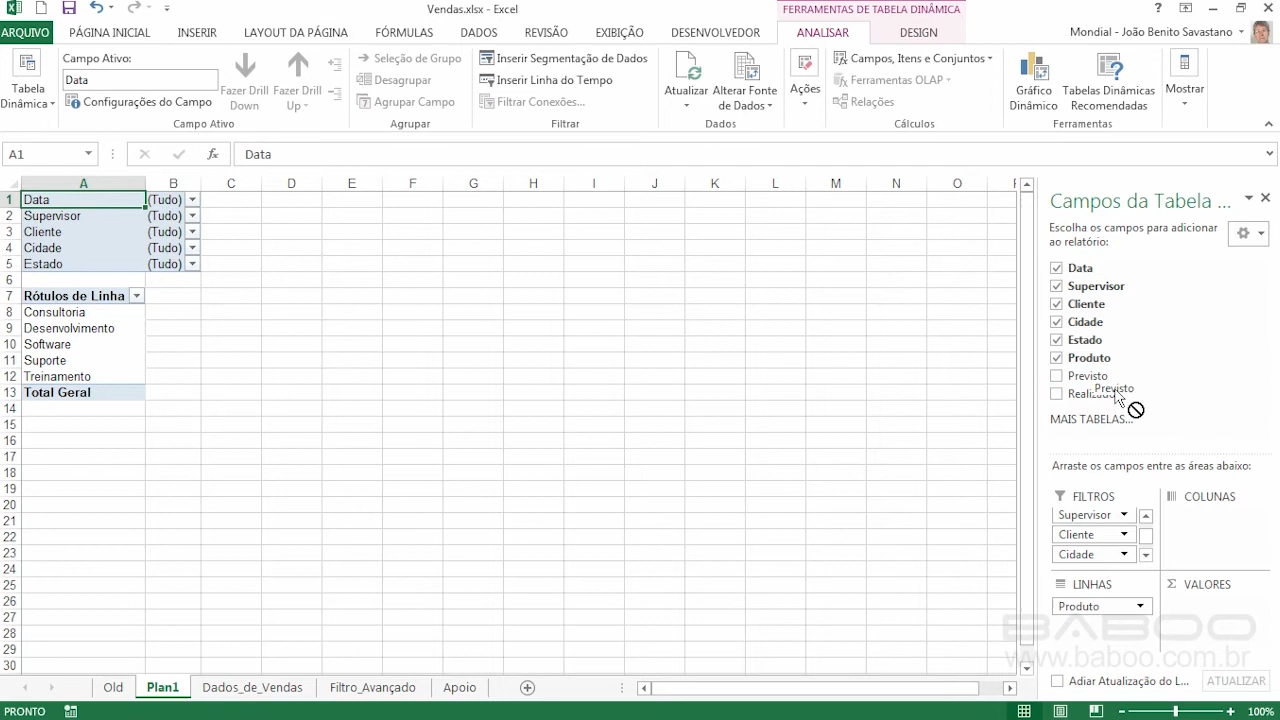 Vendas.xlsx - Excel
FERRAMENTAS DE TABELA DINÂMICA
?
ARQUIVO PÁGINA INICIAL INSERIR LAYOUT DA PÁGINA FÓRMULAS DADOS REVISÃO EXIBIÇÃO DESENVOLVEDOR ANALISAR DESIGN
Mondial - João Benito Savastano
Tabela
Dinâmica
Campo Ativo:
Data
Configurações do Campo
Fazer Drill
Down
Fazer Drill
Up
Campo Ativo
Seleção de Grupo
Desagrupar
Agrupar Campo
Agrupar
Inserir Segmentação de Dados
Inserir Linha do Tempo
Filtrar Conexões...
Filtrar
Atualizar
Alterar Fonte
de Dados
Dados
Ações
Campos, Itens e Conjuntos
Ferramentas OLAP
Relações
Cálculos
Gráfico
Dinâmico
Tabelas Dinâmicas
Recomendadas
Ferramentas
Mostrar
A1
fx
Data
A B C D E F G H I J K L M N O
1 Data (Tudo)
2 Supervisor (Tudo)
3 Cliente (Tudo)
4 Cidade (Tudo)
5 Estado (Tudo)
6
7 Rótulos de Linha
8 Consultoria
9 Desenvolvimento
10 Software
11 Suporte
12 Treinamento
13 Total Geral
14
15
16
17
18
19
20
21
22
23
24
25
26
27
28
29
30
Campos da Tabela ...
Escolha os campos para adicionar
ao relatório:
Data
Supervisor
Cliente
Cidade
Estado
Produto
Previsto
Previsto
MAIS TABELAS...
Arraste os campos entre as áreas abaixo:
FILTROS
Supervisor
Cliente
Cidade
COLUNAS
LINHAS
Produto
Σ VALORES
BABOO
www.baboo.com.br
Adiar Atualização do L...
ATUALIZAR
Old Plan1 Dados_de_Vendas Filtro_Avançado Apoio
PRONTO
100%